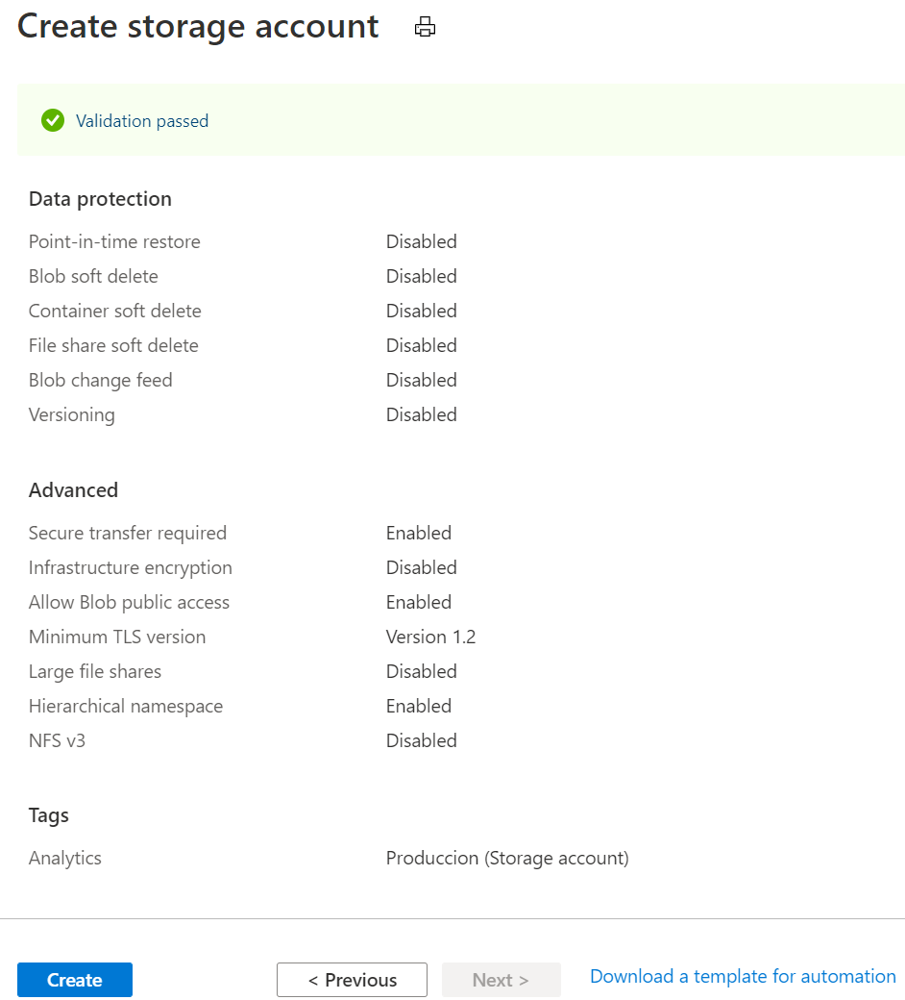 Create storage account
Validation passed
Data protection
Point-in-time restore Disabled
Blob soft delete Disabled
Container soft delete Disabled
File share soft delete Disabled
Blob change feed Disabled
Versioning Disabled
Advanced
Secure transfer required Enabled
Infrastructure encryption Disabled
Allow Blob public access Enabled
Minimum TLS version Version 1.2
Large file shares Disabled
Hierarchical namespace Enabled
NFS v3 Disabled
Tags
Analytics Produccion (Storage account)
Create < Previous Next > Download a template for automation